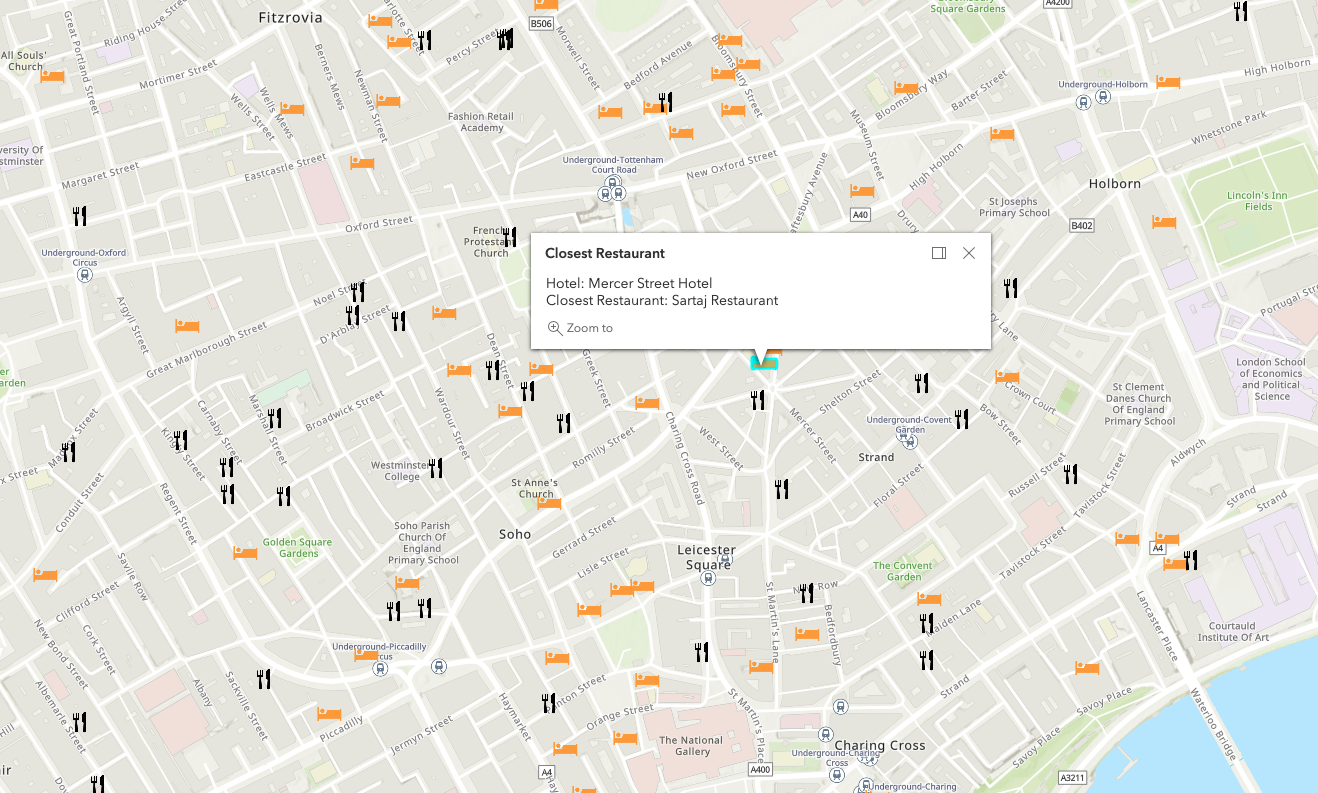 Fitzrovia
B506
A4200
Bloomsbury
Square Gardens
Riding House Street
Great Portland Street
Percy Street
Morwell Street
Bedford Avenue
Bloomsbury Street
All Souls'
Church
Mortimer Street
Berners Mews
Newman Street
Wells Street
Wells Mews
Fashion Retail
Academy
Bloomsbury Way
Barter Street
Underground-Holborn
High Holborn
Whetstone Park
Museum Street
Margaret Street
Eastcastle Street
Underground-Tottenham
Court Road
New Oxford Street
High Holborn
Holborn
Lincoln's Inn
Fields
St Josephs
Primary School
A40
B402
Oxford Street
Underground-Oxford
Circus
Closest Restaurant
Hotel: Mercer Street Hotel
Closest Restaurant: Sartaj Restaurant
Zoom to
Noel Street
Argyll Street
D'Arblay Street
Great Marlborough Street
Dean Street
Greek Street
Portugal Street
London School
of Economics
and Political
Science
St Clement
Danes Church
Of England
Primary School
Crown Court
Bow Street
Shelton Street
Mercer Street
Underground-Covent
Garden
Strand
Carnaby Street
Marshall Street
Broadwick Street
Wardour Street
Romilly Street
West Street
Charing Cross Road
Aldwych
Westminster
College
St Anne's
Church
Floral Street
Russell Street
Tavistock Street
Strand
Strand
Conduit Street
Regent Street
Golden Square
Gardens
Soho Parish
Church Of
England
Primary School
Soho
Gerrard Street
Lisle Street
Leicester
Square
The Convent
Garden
Tavistock Street
A4
Savile Row
Clifford Street
New Bond Street
Cork Street
Underground-Piccadilly
Circus
St Martin's Lane
Bedfordbury
Maiden Lane
Lancaster Place
Courtauld
Institute Of Art
Albemarle Street
Albany
Sackville Street
Piccadilly
Jermyn Street
Haymarket
Orange Street
St Martin's Place
The National
Gallery
Strand
Savoy Place
Savoy Place
Waterloo Bridge
Charing Cross
Underground-Charing
Cross
A4
A400
A3211
Underground-Charing